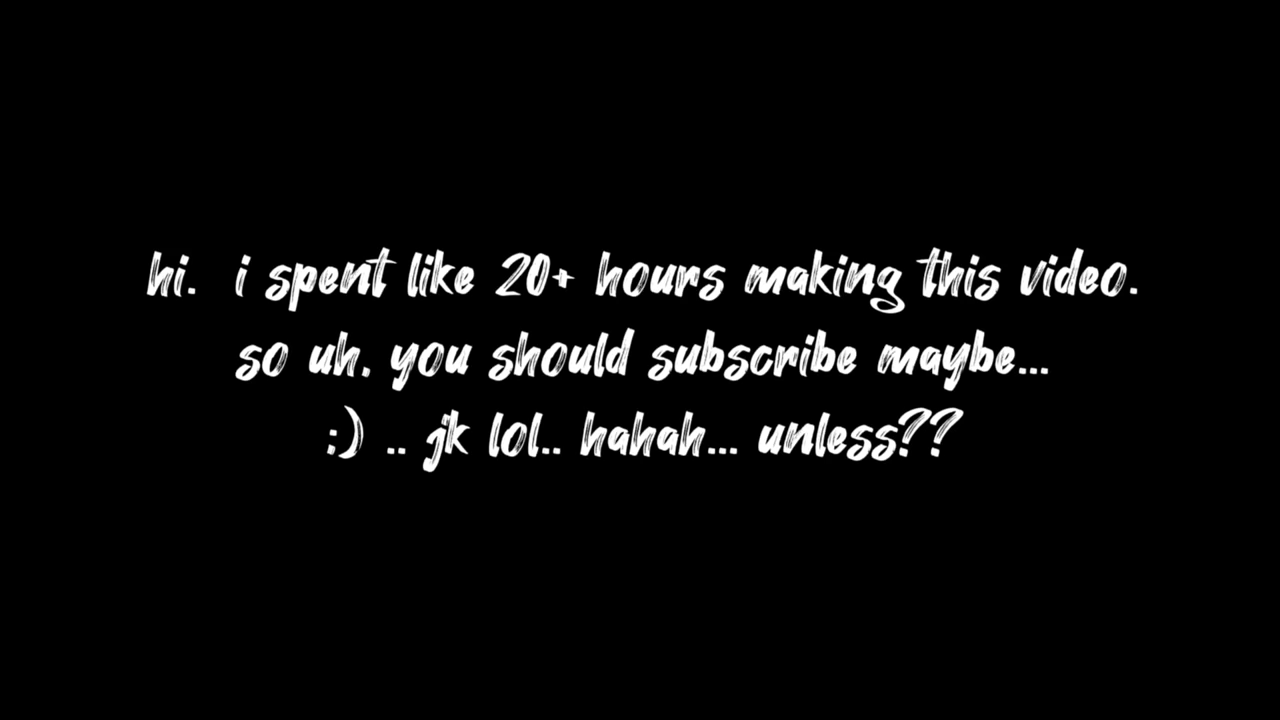 hi.  i spent like 20+ hours making this video.
so uh, you should subscribe maybe...
;) .. jk lol.. hahah... unless??